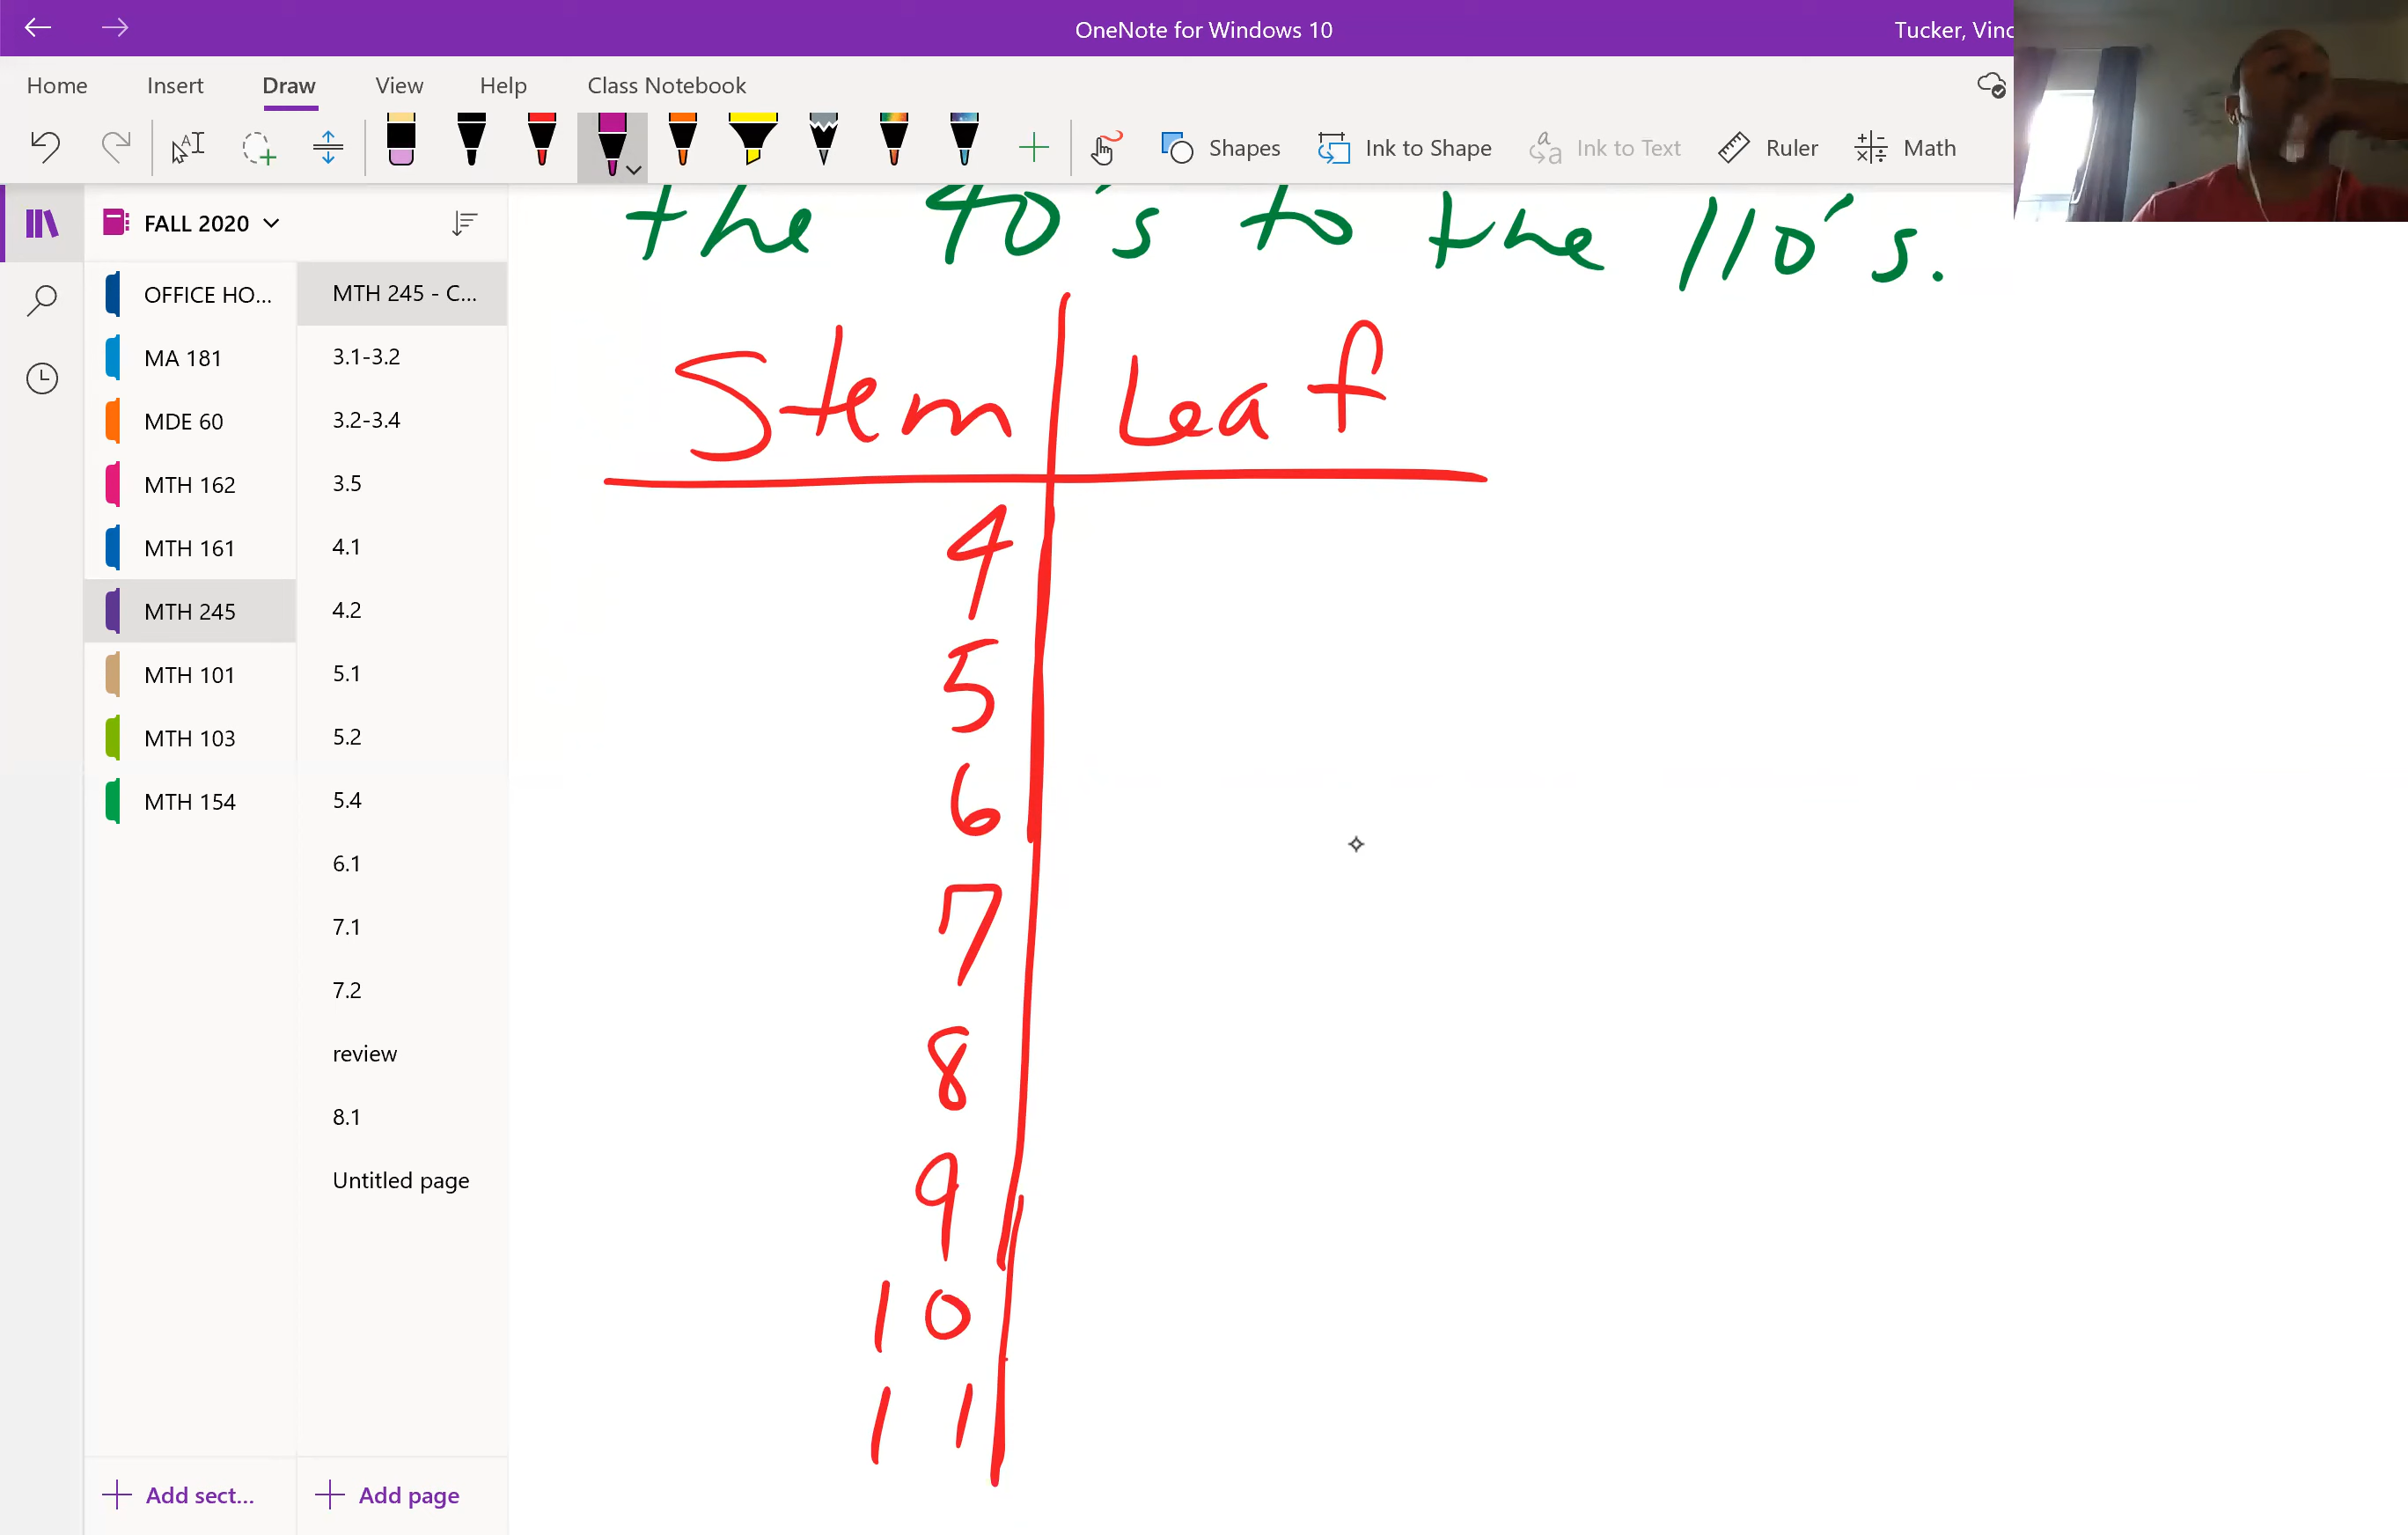 OneNote for Windows 10
Tucker, Vinc
Home Insert Draw View Help Class Notebook
Shapes Ink to Shape Ink to Text Ruler Math
FALL 2020
OFFICE HO...
MA 181
MDE 60
MTH 162
MTH 161
MTH 245
MTH 101
MTH 103
MTH 154
Add sect...
MTH 245 - C...
3.1-3.2
3.2-3.4
3.5
4.1
4.2
5.1
5.2
5.4
6.1
7.1
7.2
review
8.1
Untitled page
Add page
the 40's to the 110's.
Stem Leaf
4
5
6
7
8
9
10
11